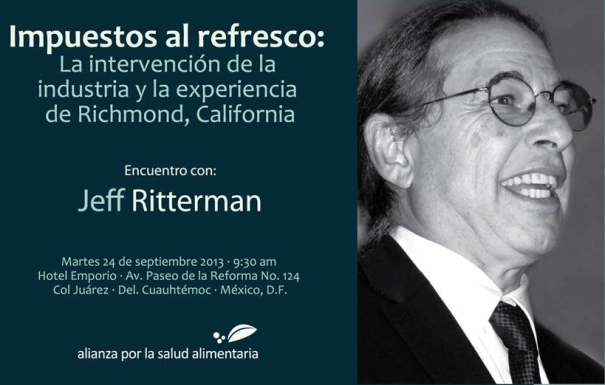 Impuestos al refresco:
La intervención de la
industria y la experiencia
de Richmond, California
Encuentro con:
Jeff Ritterman
Martes 24 de septiembre 2013 · 9:30 am
Hotel Emporio · Av. Paseo de la Reforma No. 124
Col Juárez · Del. Cuauhtémoc · México, D.F.
alianza por la salud alimentaria